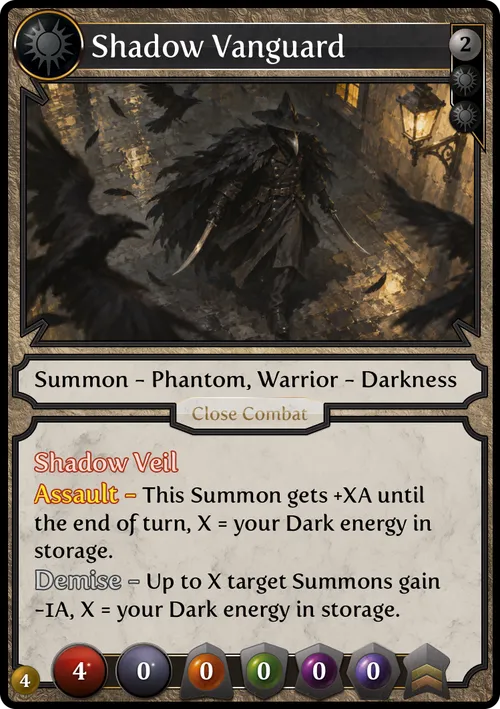 Shadow Vanguard
2
Summon – Phantom, Warrior – Darkness
Close Combat
Shadow Veil
Assault – This Summon gets +XA until
the end of turn, X = your Dark energy in
storage.
Demise – Up to X target Summons gain
-1A, X = your Dark energy in storage.
4 4* 0* 0 0 0 0